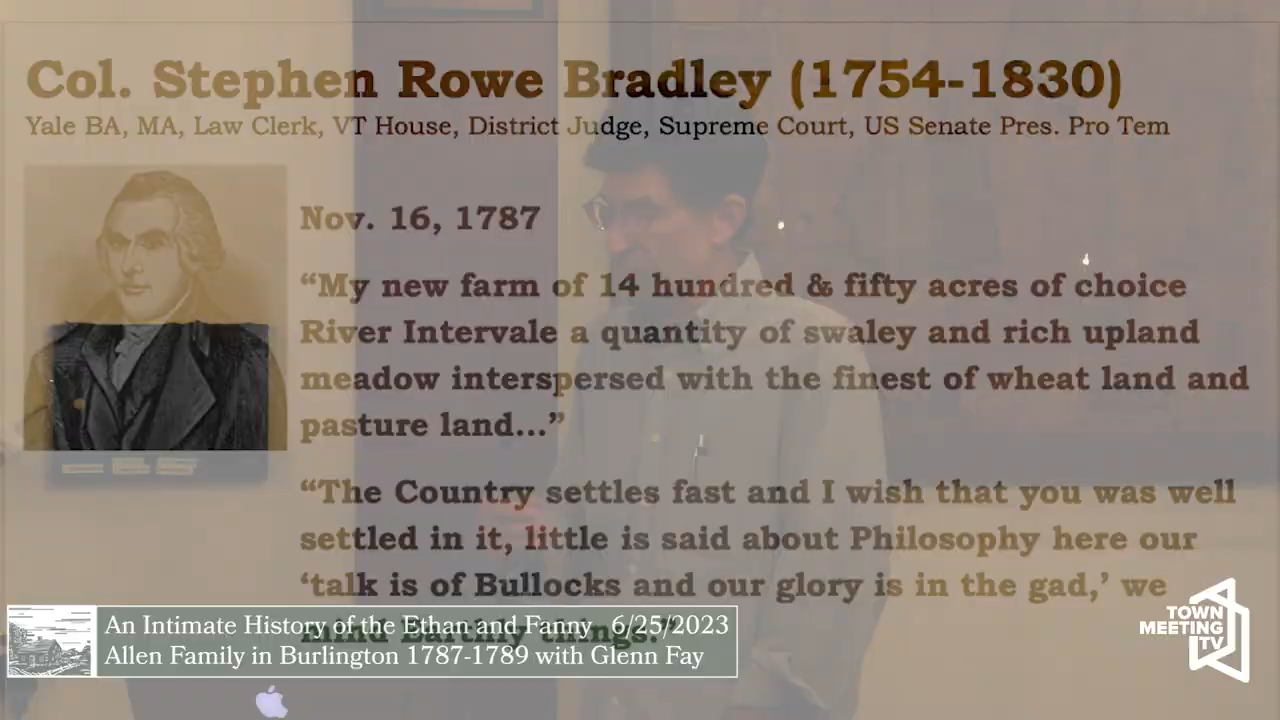 Col. Stephen Rowe Bradley (1754-1830)
Yale BA, MA, Law Clerk, VT House, District Judge, Supreme Court, US Senate Pres. Pro Tem
Nov. 16, 1787
“My new farm of 14 hundred & fifty acres of choice
River Intervale a quantity of swaley and rich upland
meadow interspersed with the finest of wheat land and
pasture land...”
“The Country settles fast and I wish that you was well
settled in it, little is said about Philosophy here our
‘talk is of Bullocks and our glory is in the gad,’ we
mind Earthly things.”
An Intimate History of the Ethan and Fanny 6/25/2023
Allen Family in Burlington 1787-1789 with Glenn Fay
TOWN
MEETING
TV